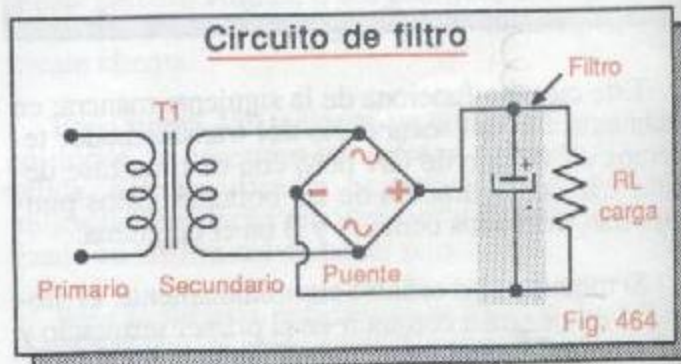 Circuito de filtro
Filtro
T1
~
- +
~
+
-
RL
carga
Primario Secundario Puente
Fig. 464